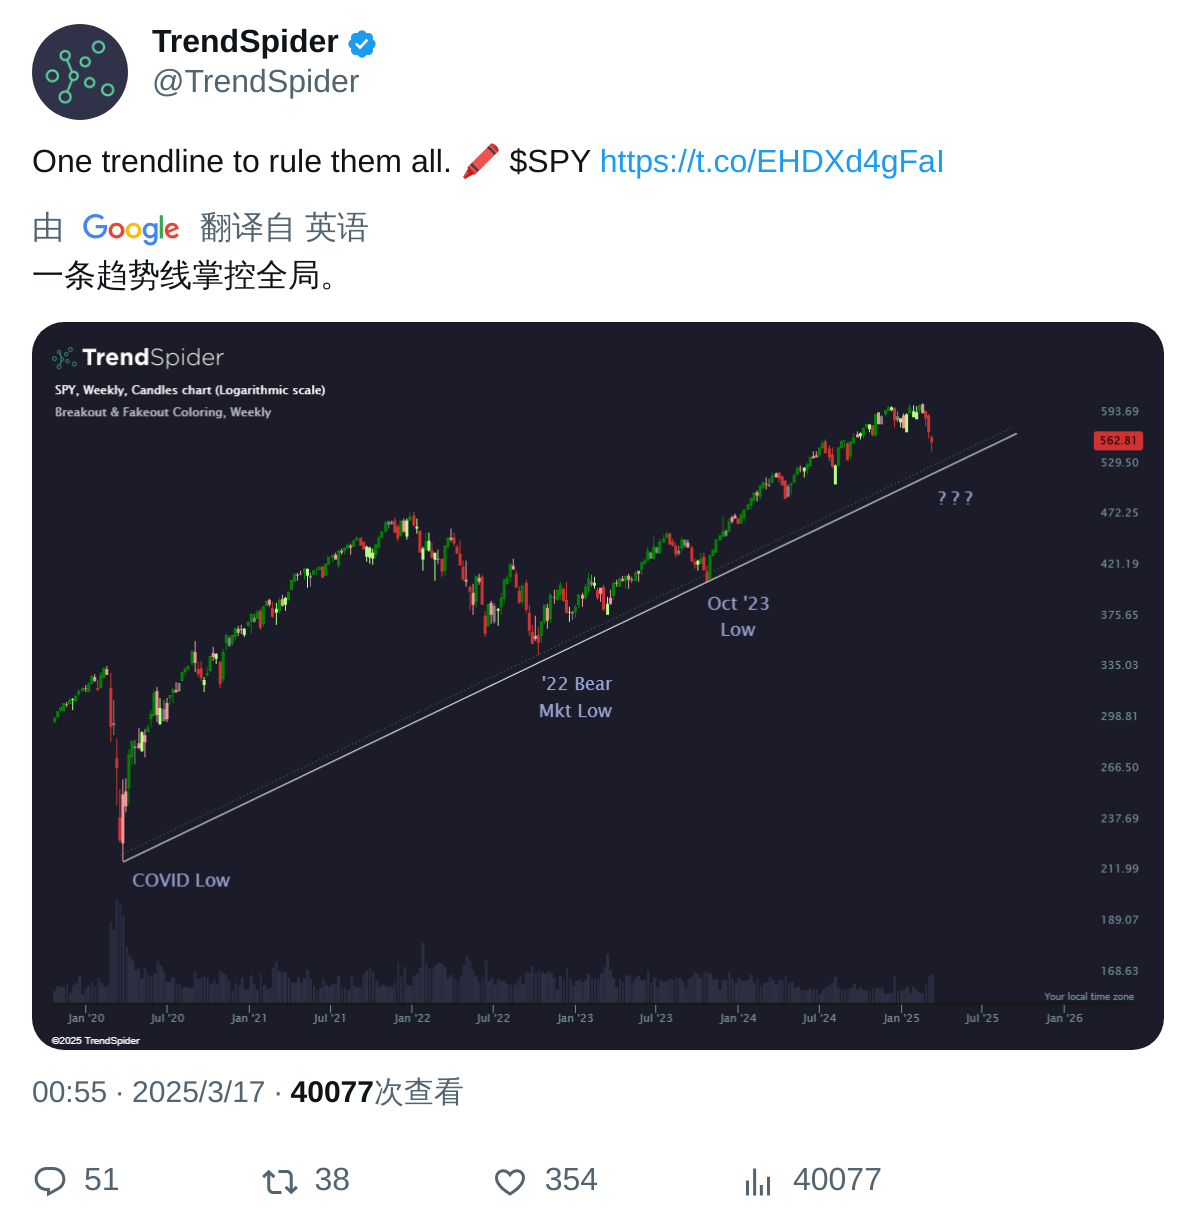 TrendSpider
@TrendSpider
One trendline to rule them all. 🖍️ $SPY https://t.co/EHDXd4gFaI
由 Google 翻译自 英语
一条趋势线掌控全局。
TrendSpider
SPY, Weekly, Candles chart (Logarithmic scale)
Breakout & Fakeout Coloring, Weekly
593.69
562.81
529.50
???
472.25
421.19
Oct '23
Low
375.65
335.03
'22 Bear
Mkt Low
298.81
266.50
237.69
211.99
COVID Low
189.07
168.63
Your local time zone
Jan '20 Jul '20 Jan '21 Jul '21 Jan '22 Jul '22 Jan '23 Jul '23 Jan '24 Jul '24 Jan '25 Jul '25 Jan '26
©2025 TrendSpider
00:55 · 2025/3/17 · 40077次查看
51 38 354 40077